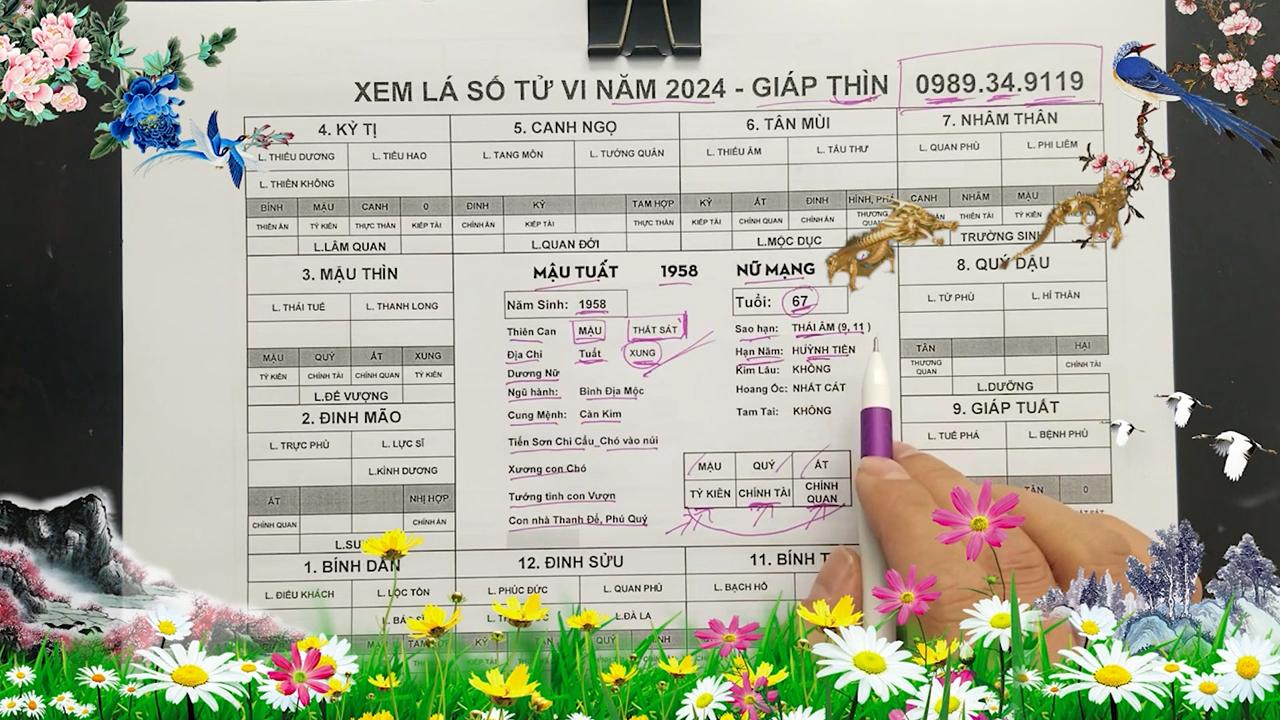 XEM LÁ SỐ TỬ VI NĂM 2024 - GIÁP THÌN 0989.34.9119
4. KỶ TỊ 5. CANH NGỌ 6. TÂN MÙI 7. NHÂM THÂN
L. THIẾU DƯƠNG L. TIỂU HAO L. TANG MÔN L. TƯỚNG QUÂN L. THIẾU ÂM L. TẤU THƯ L. QUAN PHÙ L. PHI LIÊM
L. THIÊN KHÔNG
BÍNH MẬU CANH 0 ĐINH KỶ TAM HỢP KỶ ẤT ĐINH HÌNH, PHÁ CANH NHÂM MẬU
THIÊN ẤN TỶ KIÊN THỰC THẦN KIẾP TÀI CHÍNH ẤN KIẾP TÀI THỰC THẦN KIẾP TÀI CHÍNH QUAN CHÍNH ẤN THƯƠNG QUAN THỰC THẦN THIÊN TÀI TỶ KIÊN
L.LÂM QUAN L.QUAN ĐỚI L.MỘC DỤC TRƯỜNG SINH
3. MẬU THÌN
L. THÁI TUẾ L. THANH LONG
MẬU QUÝ ẤT XUNG
TỶ KIÊN CHÍNH TÀI CHÍNH QUAN TỶ KIÊN
L.ĐẾ VƯỢNG
2. ĐINH MÃO
L. TRỰC PHÙ L. LỰC SĨ
L.KÌNH DƯƠNG
ẤT NHỊ HỢP
CHÍNH QUAN CHÍNH ẤN
MẬU TUẤT 1958 NỮ MẠNG
Năm Sinh: 1958 Tuổi: 67
Thiên Can MẬU THẤT SÁT Sao hạn: THÁI ÂM (9, 11 )
Địa Chi Tuất XUNG Hạn Năm: HUỲNH TIỀN
Dương Nữ Kim Lâu: KHÔNG
Ngũ hành: Bình Địa Mộc Hoang Ốc: NHẤT CÁT
Cung Mệnh: Càn Kim Tam Tai: KHÔNG
Tiến Sơn Chi Cẩu_Chó vào núi
Xương con Chó
Tướng tinh con Vượn
Con nhà Thanh Đế, Phú Quý
MẬU QUÝ ẤT
TỶ KIÊN CHÍNH TÀI CHÍNH QUAN
8. QUÝ DẬU
L. TỬ PHÙ L. HỈ THẦN
TÂN HẠI
THƯƠNG QUAN CHÍNH TÀI
L.DƯỠNG
9. GIÁP TUẤT
L. TUẾ PHÁ L. BỆNH PHÙ
TÂN 0
1. BÍNH DẦN 12. ĐINH SỬU 11. BÍNH
L. ĐIẾU KHÁCH L. LỘC TỒN L. PHÚC ĐỨC L. QUAN PHỦ L. BẠCH HỔ
L.ĐÀ LA